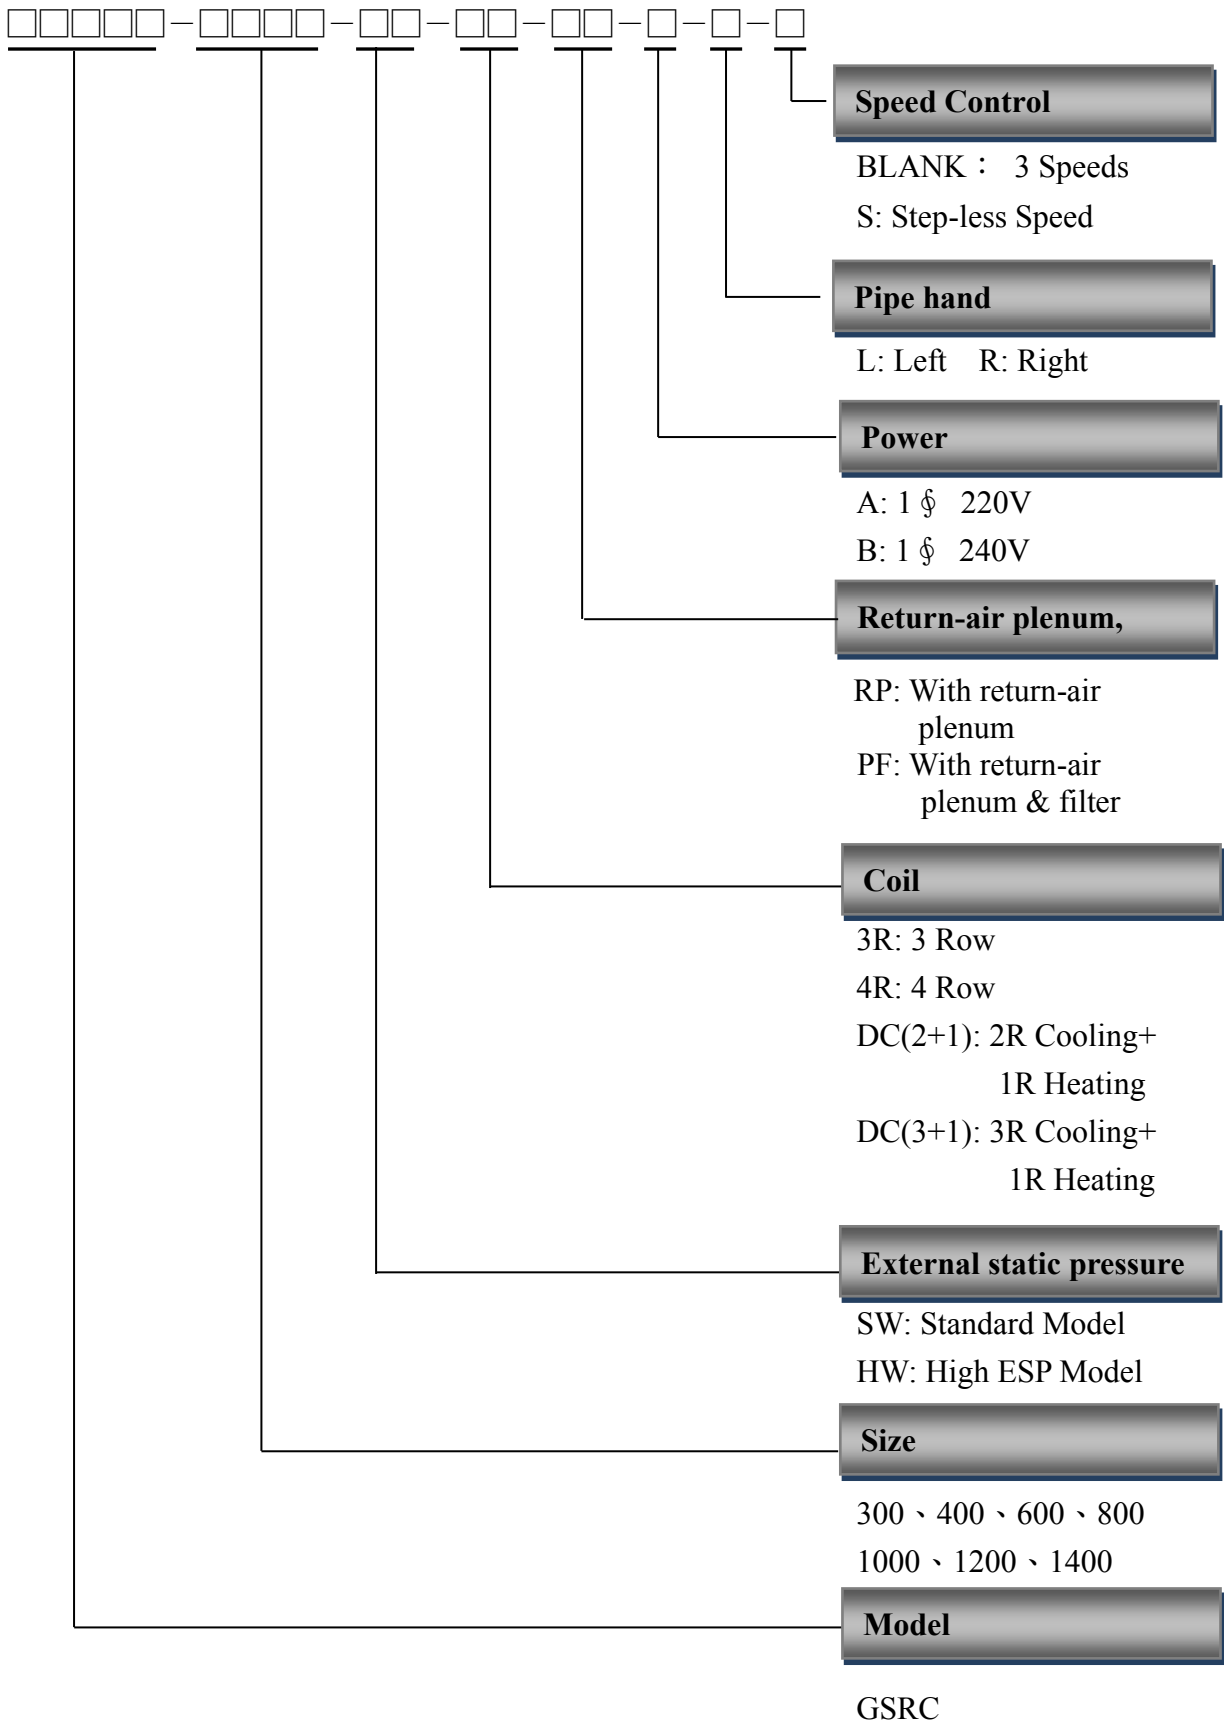 □□□□□－□□□□－□□－□□－□□－□－□－□
Speed Control
BLANK： 3 Speeds
S: Step-less Speed
Pipe hand
L: Left R: Right
Power
A: 1 ∮ 220V
B: 1 ∮ 240V
Return-air plenum,
RP: With return-air
plenum
PF: With return-air
plenum & filter
Coil
3R: 3 Row
4R: 4 Row
DC(2+1): 2R Cooling+
1R Heating
DC(3+1): 3R Cooling+
1R Heating
External static pressure
SW: Standard Model
HW: High ESP Model
Size
300、400、600、800
1000、1200、1400
Model
GSRC